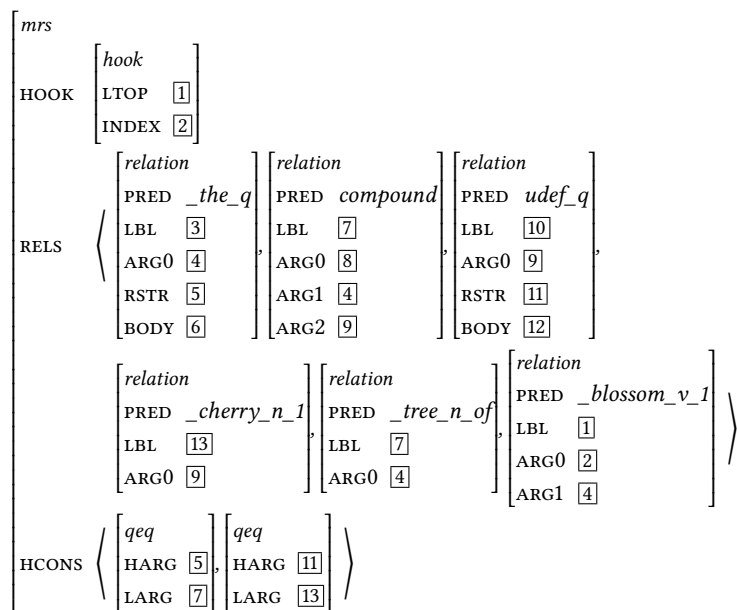 mrs
HOOK hook
LTOP 1
INDEX 2
RELS ⟨ relation
PRED _the_q
LBL 3
ARG0 4
RSTR 5
BODY 6
, relation
PRED compound
LBL 7
ARG0 8
ARG1 4
ARG2 9
, relation
PRED udef_q
LBL 10
ARG0 9
RSTR 11
BODY 12
,
relation
PRED _cherry_n_1
LBL 13
ARG0 9
, relation
PRED _tree_n_of
LBL 7
ARG0 4
, relation
PRED _blossom_v_1
LBL 1
ARG0 2
ARG1 4
⟩
HCONS ⟨ qeq
HARG 5
LARG 7
, qeq
HARG 11
LARG 13
⟩